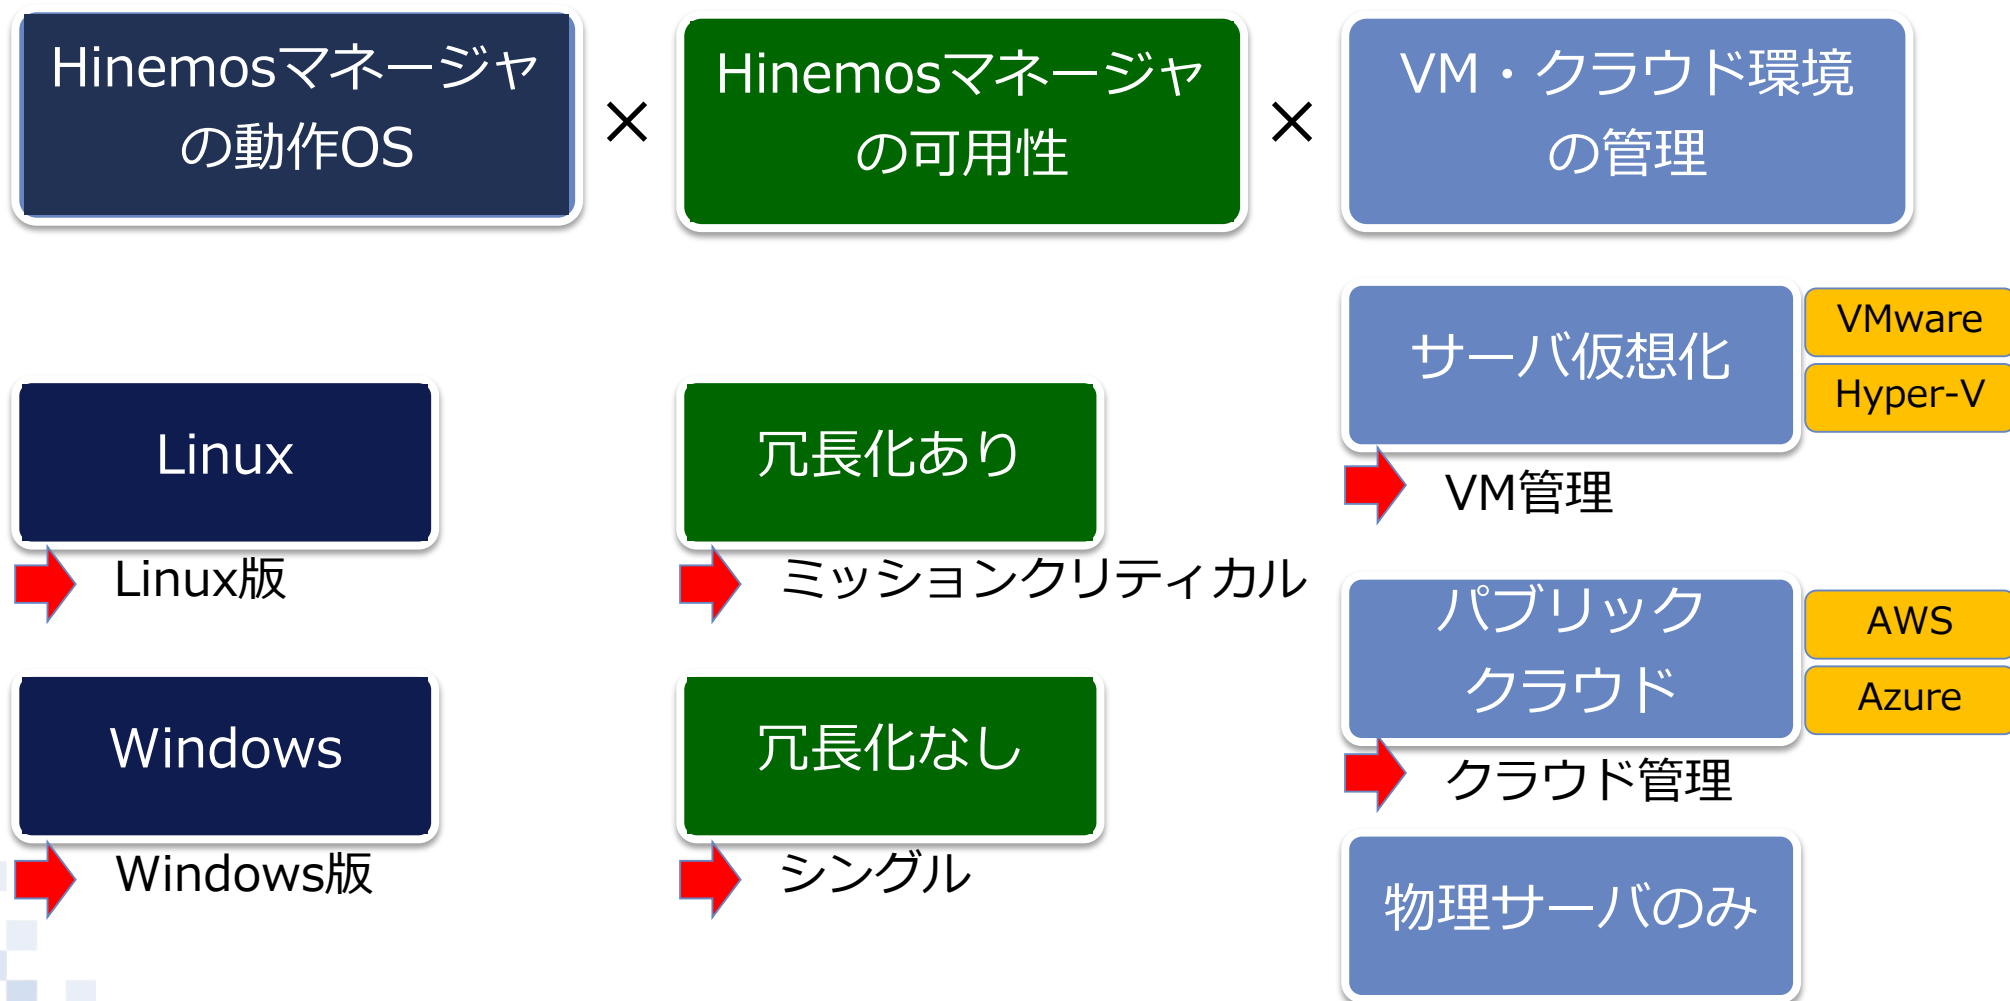 Hinemosマネージャ
の動作OS
×
Hinemosマネージャ
の可用性
×
VM・クラウド環境
の管理
Linux
Linux版
Windows
Windows版
冗長化あり
ミッションクリティカル
冗長化なし
シングル
サーバ仮想化
VMware
Hyper-V
VM管理
パブリック
クラウド
AWS
Azure
クラウド管理
物理サーバのみ